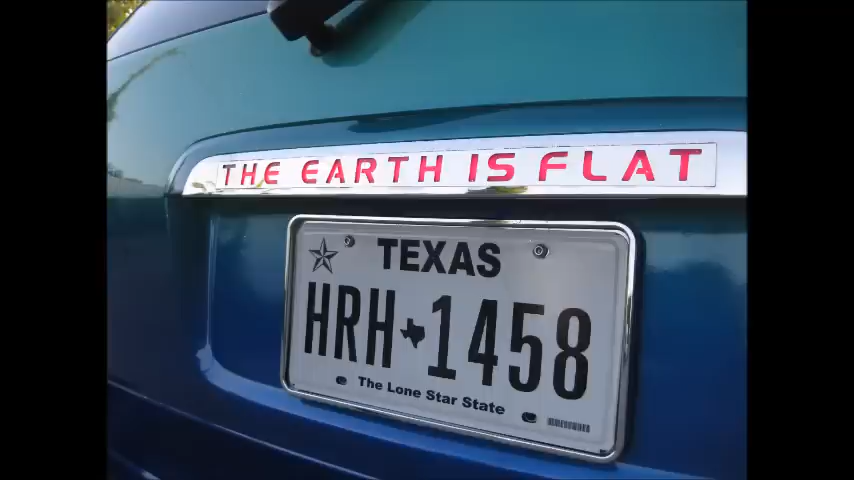 THE EARTH IS FLAT
TEXAS
HRH 1458
The Lone Star State